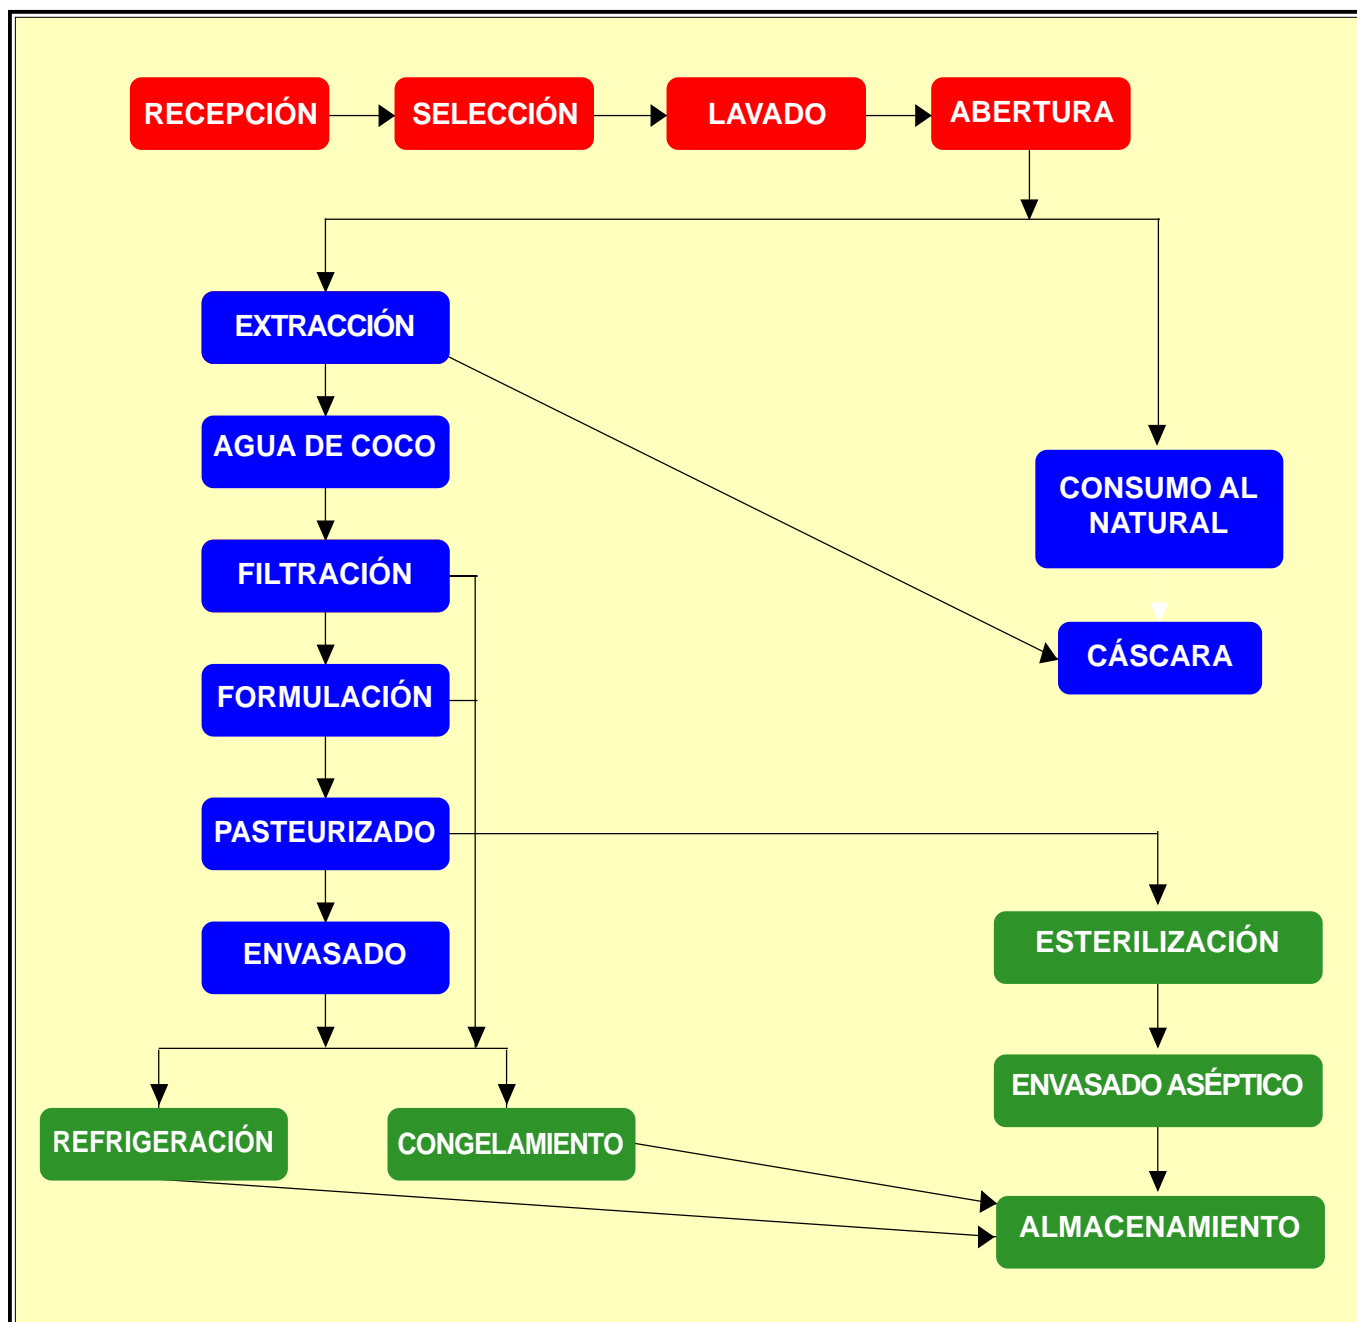 RECEPCIÓN
SELECCIÓN
LAVADO
ABERTURA
EXTRACCIÓN
AGUA DE COCO
CONSUMO AL
NATURAL
FILTRACIÓN
CÁSCARA
FORMULACIÓN
PASTEURIZADO
ENVASADO
ESTERILIZACIÓN
ENVASADO ASÉPTICO
REFRIGERACIÓN
CONGELAMIENTO
ALMACENAMIENTO